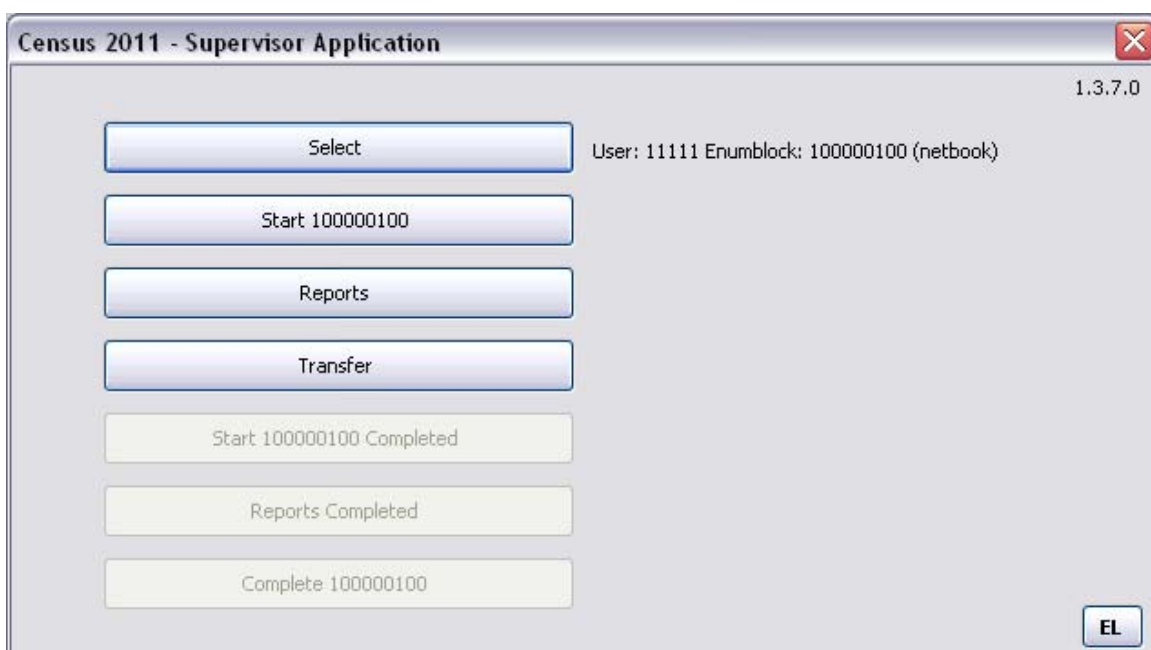 Census 2011 - Supervisor Application
1.3.7.0
Select
User: 11111 Enumblock: 100000100 (netbook)
Start 100000100
Reports
Transfer
Start 100000100 Completed
Reports Completed
Complete 100000100
EL